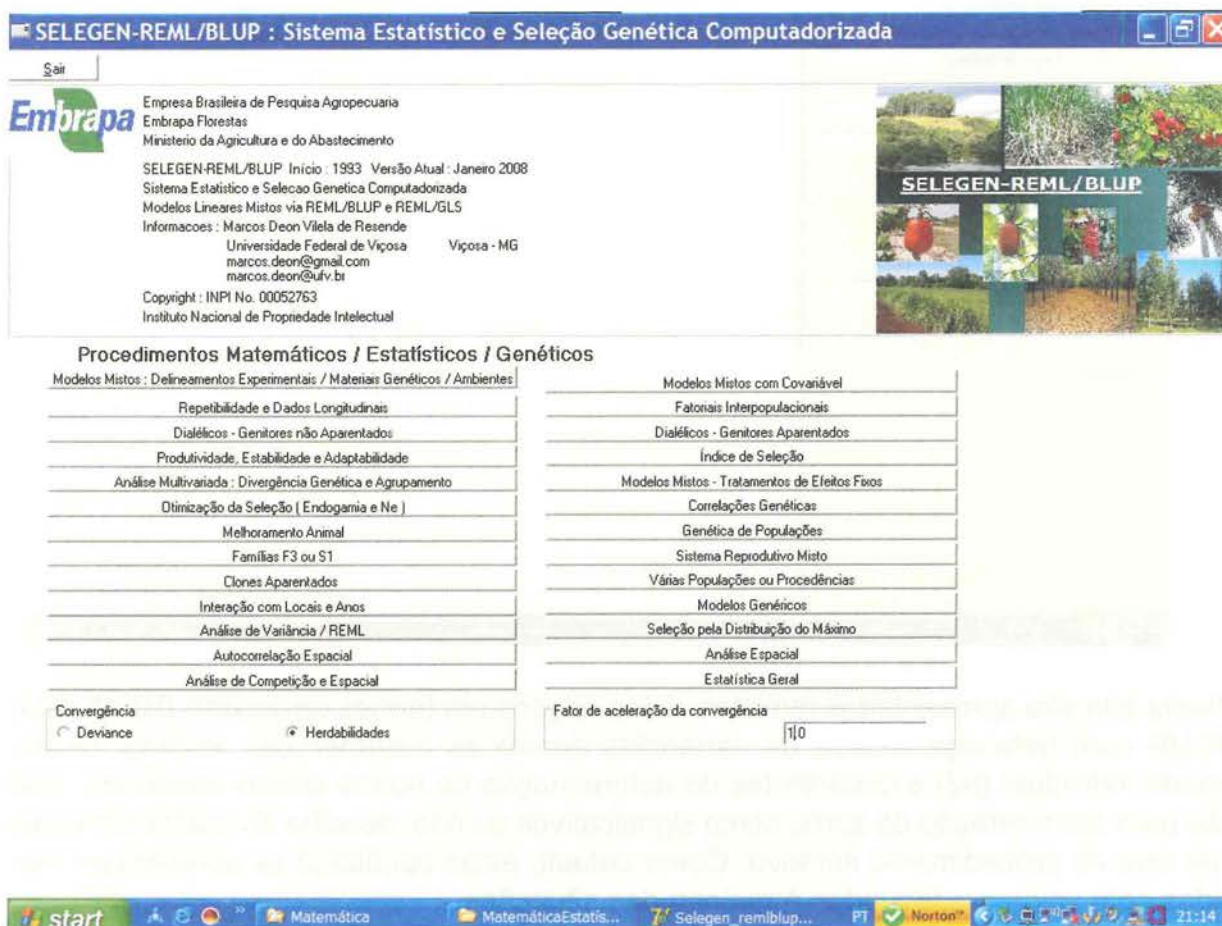 SELEGEN-REML/BLUP : Sistema Estatístico e Seleção Genética Computadorizada
Sair
Embrapa
Empresa Brasileira de Pesquisa Agropecuaria
Embrapa Florestas
Ministerio da Agricultura e do Abastecimento
SELEGEN-REML/BLUP Início : 1993 Versão Atual : Janeiro 2008
Sistema Estatistico e Selecao Genetica Computadorizada
Modelos Lineares Mistos via REML/BLUP e REML/GLS
Informacoes : Marcos Deon Vilela de Resende
Universidade Federal de Viçosa Viçosa - MG
marcos.deon@gmail.com
marcos.deon@ufv.br
Copyright : INPI No. 00052763
Instituto Nacional de Propriedade Intelectual
SELEGEN-REML/BLUP
Procedimentos Matemáticos / Estatísticos / Genéticos
Modelos Mistos : Delineamentos Experimentais / Materiais Genéticos / Ambientes
Modelos Mistos com Covariável
Repetibilidade e Dados Longitudinais
Fatoriais Interpopulacionais
Dialélicos - Genitores não Aparentados
Dialélicos - Genitores Aparentados
Produtividade, Estabilidade e Adaptabilidade
Índice de Seleção
Análise Multivariada : Divergência Genética e Agrupamento
Modelos Mistos - Tratamentos de Efeitos Fixos
Otimização da Seleção ( Endogamia e Ne )
Correlações Genéticas
Melhoramento Animal
Genética de Populações
Famílias F3 ou S1
Sistema Reprodutivo Misto
Clones Aparentados
Várias Populações ou Procedências
Interação com Locais e Anos
Modelos Genéricos
Análise de Variância / REML
Seleção pela Distribuição do Máximo
Autocorrelação Espacial
Análise Espacial
Análise de Competição e Espacial
Estatística Geral
Convergência
Deviance
Herdabilidades
Fator de aceleração da convergência
1,0
start
Matemática
MatemáticaEstatís...
Selegen_remlblup...
PT
Norton™
21:14